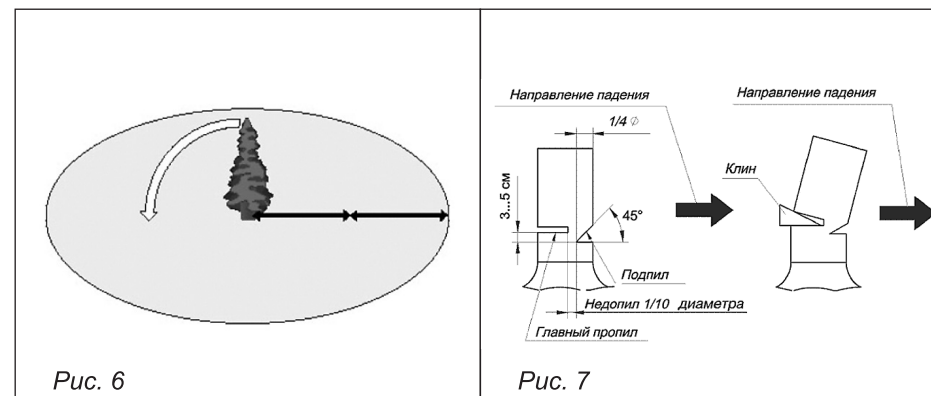 Направление падения
1/4 ⌀
3...5 см
45°
Подпил
Недопил 1/10 диаметра
Главный пропил
Направление падения
Клин
Рис. 6
Рис. 7